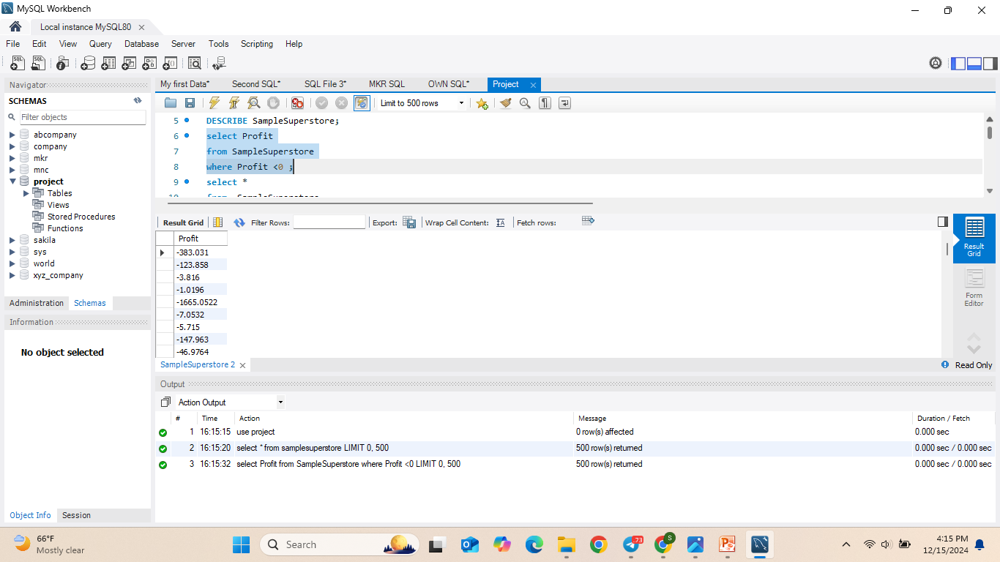 MySQL Workbench
Local instance MySQL80
File Edit View Query Database Server Tools Scripting Help
Navigator
SCHEMAS
Filter objects
abcompany
company
mkr
mnc
project
Tables
Views
Stored Procedures
Functions
sakila
sys
world
xyz_company
Administration Schemas
Information
No object selected
Object Info Session
My first Data* Second SQL* SQL File 3* MKR SQL OWN SQL* Project
Limit to 500 rows
5 DESCRIBE SampleSuperstore;
6 select Profit
7 from SampleSuperstore
8 where Profit <0 ;
9 select *
10 from SampleSuperstore
Result Grid Filter Rows: Export: Wrap Cell Content: Fetch rows:
Profit
-383.031
-123.858
-3.816
-1.0196
-1665.0522
-7.0532
-5.715
-147.963
-46.9764
Result
Grid
Form
Editor
SampleSuperstore 2
Read Only
Output
Action Output
# Time Action Message Duration / Fetch
1 16:15:15 use project 0 row(s) affected 0.000 sec
2 16:15:20 select * from samplesuperstore LIMIT 0, 500 500 row(s) returned 0.000 sec / 0.000 sec
3 16:15:32 select Profit from SampleSuperstore where Profit <0 LIMIT 0, 500 500 row(s) returned 0.000 sec / 0.000 sec
66°F
Mostly clear
Search
73
S
4:15 PM
12/15/2024